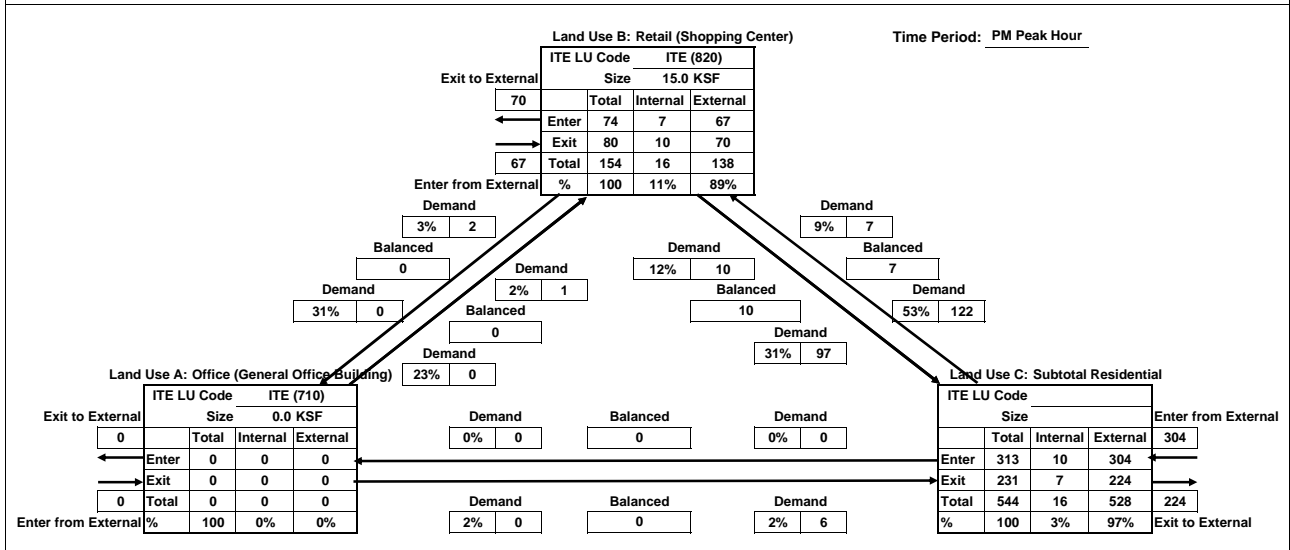 Land Use B: Retail (Shopping Center)
Time Period: PM Peak Hour
ITE LU Code ITE (820)
Exit to External Size 15.0 KSF
70 Total Internal External
Enter 74 7 67
Exit 80 10 70
67 Total 154 16 138
Enter from External % 100 11% 89%
Demand Demand
3% 2 9% 7
Balanced Demand Balanced
0 12% 10 7
Demand Demand Balanced Demand
31% 0 2% 1 10 53% 122
Balanced
0 Demand
Demand 31% 97
Land Use A: Office (General Office Building) 23% 0 Land Use C: Subtotal Residential
ITE LU Code ITE (710) ITE LU Code
Exit to External Size 0.0 KSF Demand Balanced Demand Size Enter from External
0 Total Internal External 0% 0 0 0% 0 Total Internal External 304
Enter 0 0 0 Enter 313 10 304
Exit 0 0 0 Exit 231 7 224
0 Total 0 0 0 Demand Balanced Demand Total 544 16 528 224
Enter from External % 100 0% 0% 2% 0 0 2% 6 % 100 3% 97% Exit to External